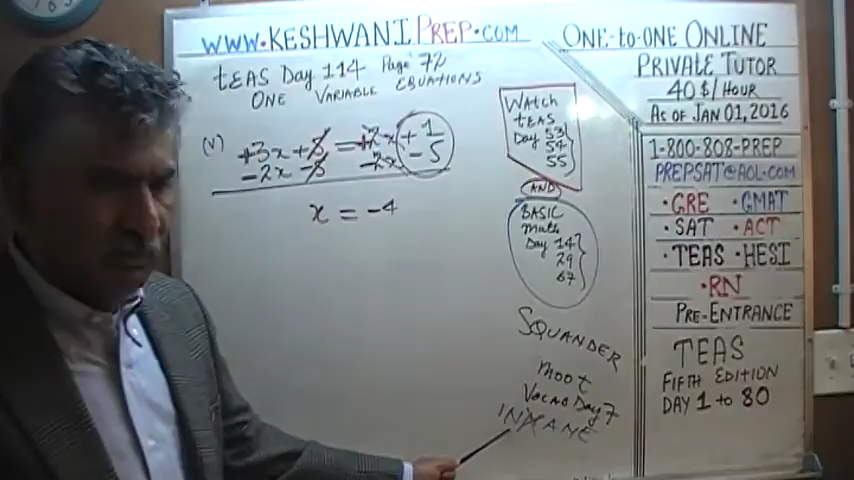 WWW.KESHWANIPREP.COM
TEAS Day 114 Page 72
ONE VARIABLE EQUATIONS
(V) +3x + 5 = +2x + 1
-2x - 5 -2x - 5
x = -4
WATCH
TEAS
Day 53
54
55
AND
BASIC
Math
Day 14
29
67
SQUANDER
MOOT
VOCAB Day 7
INANE
ONE-TO-ONE ONLINE
PRIVATE TUTOR
40 $/HOUR
AS OF JAN 01, 2016
1-800-808-PREP
PREPSAT@AOL.COM
• GRE • GMAT
• SAT • ACT
• TEAS • HESI
• RN
PRE-ENTRANCE
TEAS
FIFTH EDITION
DAY 1 to 80